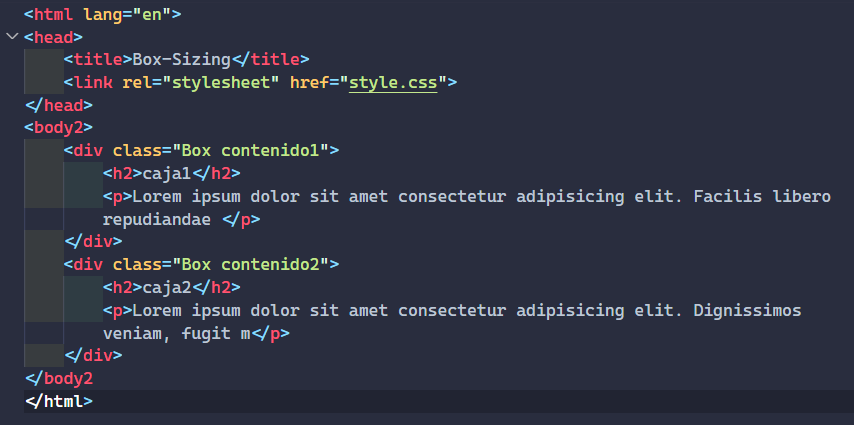 <html lang="en">
<head>
<title>Box-Sizing</title>
<link rel="stylesheet" href="style.css">
</head>
<body2>
<div class="Box contenido1">
<h2>caja1</h2>
<p>Lorem ipsum dolor sit amet consectetur adipisicing elit. Facilis libero
repudiandae </p>
</div>
<div class="Box contenido2">
<h2>caja2</h2>
<p>Lorem ipsum dolor sit amet consectetur adipisicing elit. Dignissimos
veniam, fugit m</p>
</div>
</body2
</html>